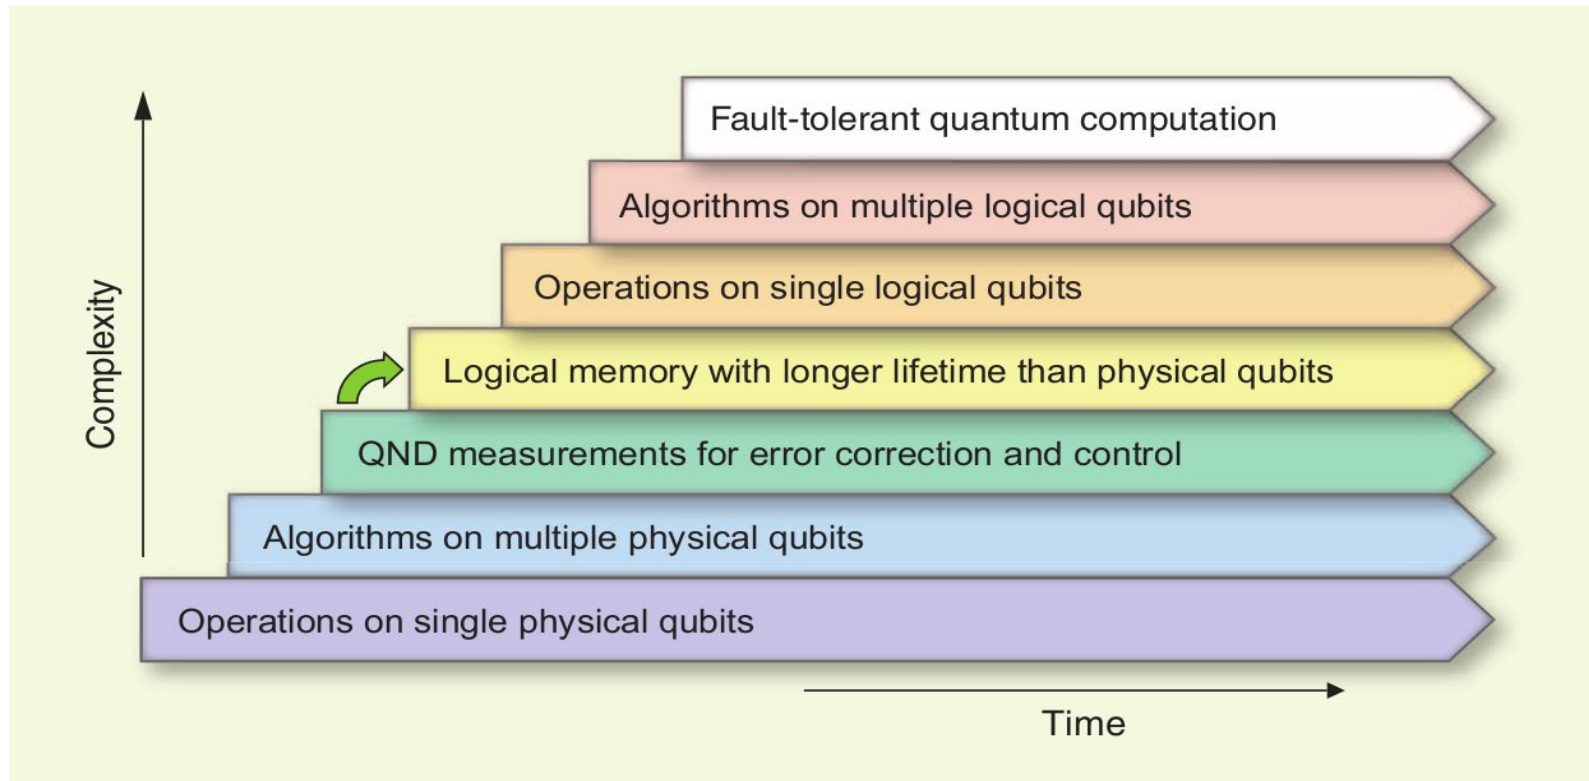 Fault-tolerant quantum computation
Algorithms on multiple logical qubits
Operations on single logical qubits
Logical memory with longer lifetime than physical qubits
QND measurements for error correction and control
Algorithms on multiple physical qubits
Operations on single physical qubits
Complexity
Time